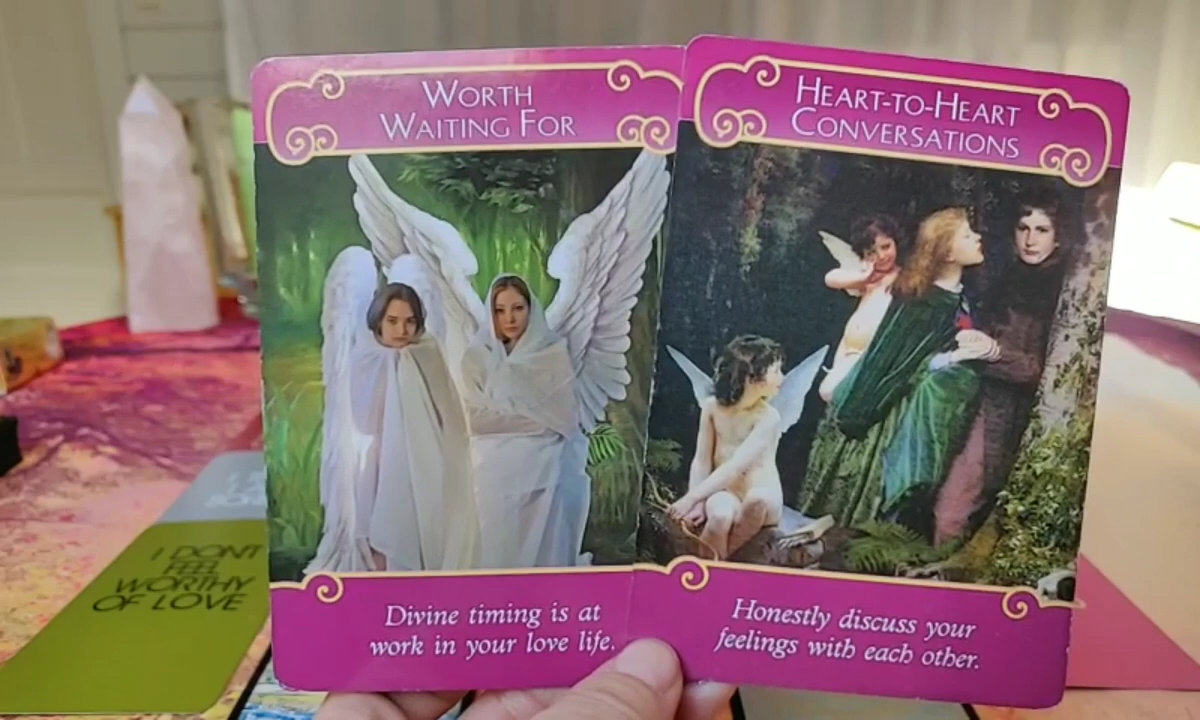 WORTH
WAITING FOR
HEART-TO-HEART
CONVERSATIONS
Divine timing is at
work in your love life.
Honestly discuss your
feelings with each other.
I DON'T
FEEL
WORTHY
OF LOVE